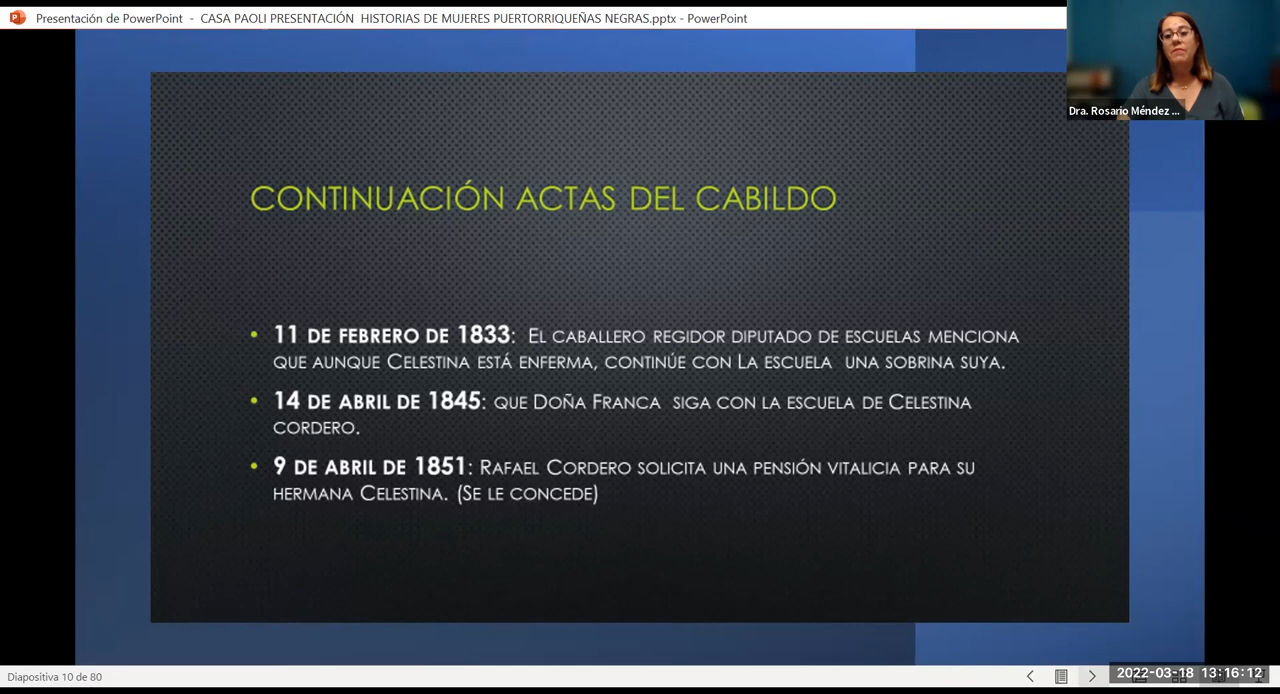 Presentación de PowerPoint - CASA PAOLI PRESENTACIÓN HISTORIAS DE MUJERES PUERTORRIQUEÑAS NEGRAS.pptx - PowerPoint
Dra. Rosario Méndez ...
CONTINUACIÓN ACTAS DEL CABILDO
• 11 DE FEBRERO DE 1833: EL CABALLERO REGIDOR DIPUTADO DE ESCUELAS MENCIONA
QUE AUNQUE CELESTINA ESTÁ ENFERMA, CONTINÚE CON LA ESCUELA UNA SOBRINA SUYA.
• 14 DE ABRIL DE 1845: QUE DOÑA FRANCA SIGA CON LA ESCUELA DE CELESTINA
CORDERO.
• 9 DE ABRIL DE 1851: RAFAEL CORDERO SOLICITA UNA PENSIÓN VITALICIA PARA SU
HERMANA CELESTINA. (SE LE CONCEDE)
Diapositiva 10 de 80
2022-03-18 13:16:12